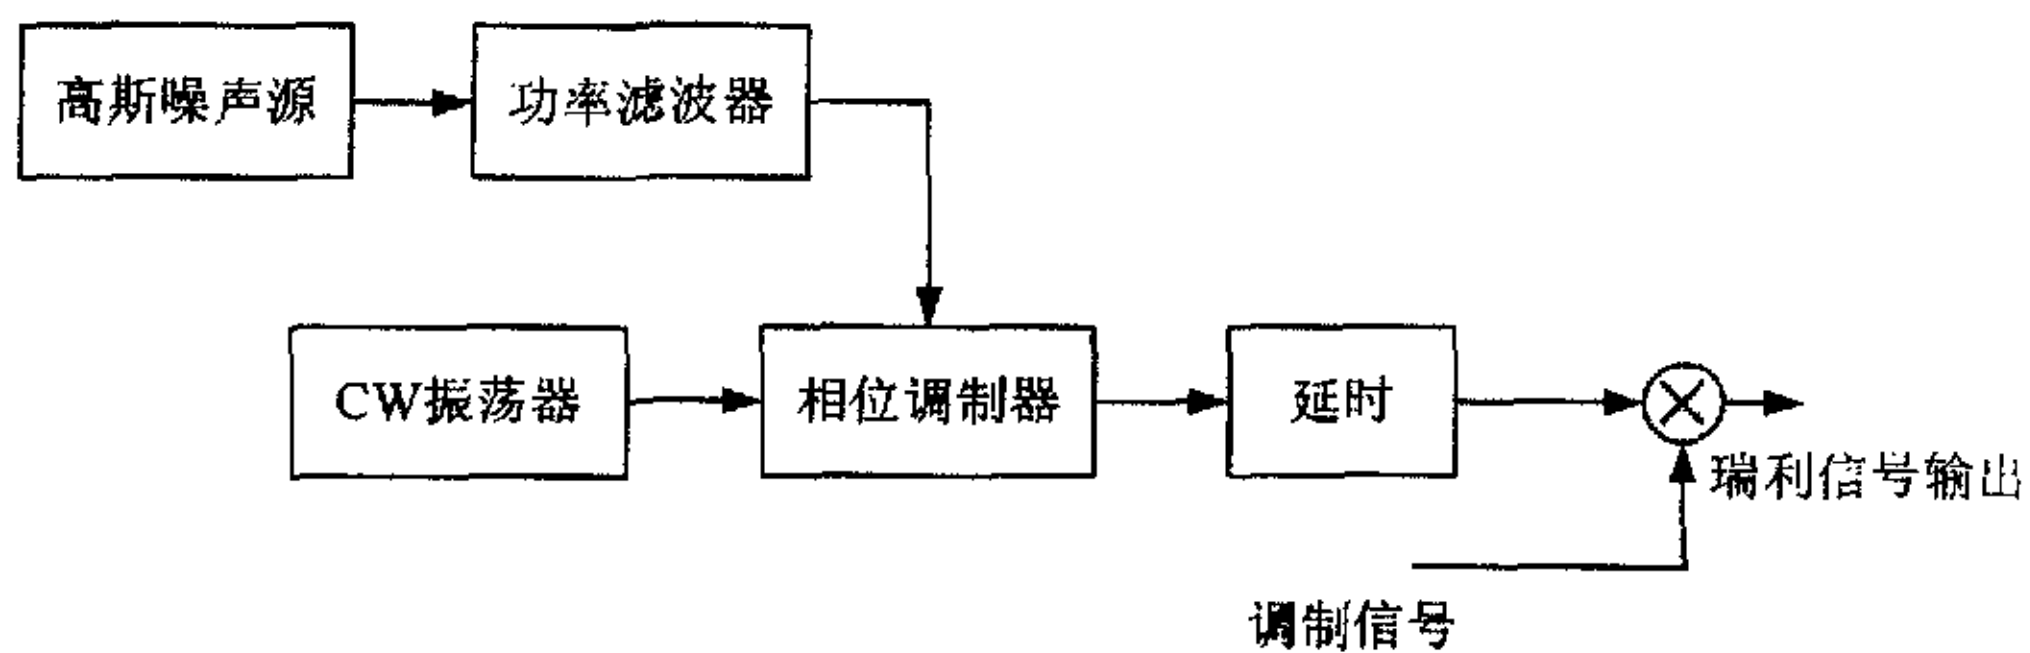 高斯噪声源
功率滤波器
CW振荡器
相位调制器
延时
瑞利信号输出
调制信号